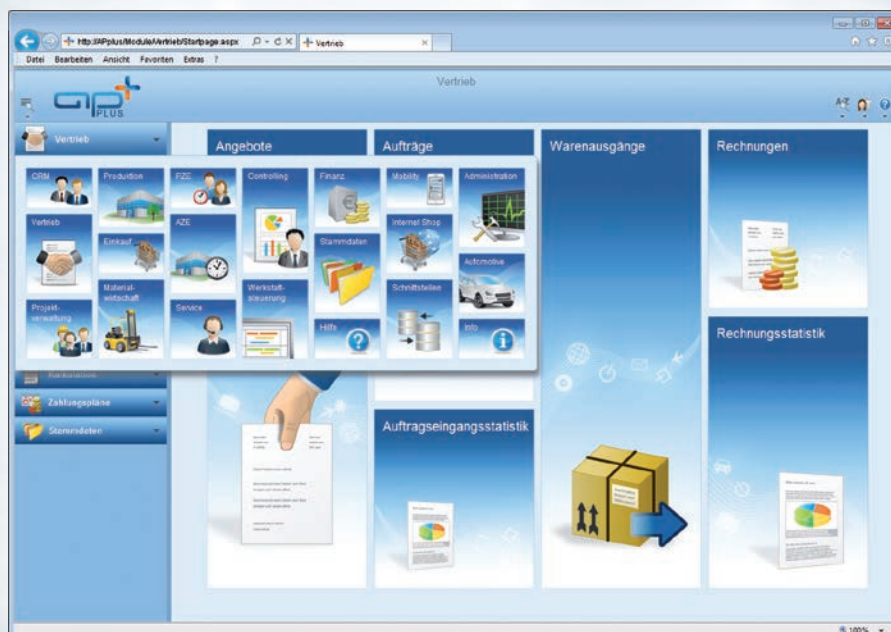 http://APplus/Module/Vertrieb/Startpage.aspx
Vertrieb
Datei Bearbeiten Ansicht Favoriten Extras ?
ap+
PLUS
Vertrieb
A-Z
Vertrieb
Angebote
Aufträge
Warenausgänge
Rechnungen
CRM
Produktion
PZE
Controlling
Finanz
Mobility
Administration
Vertrieb
Einkauf
AZE
Stammdaten
Internet Shop
Automotive
Projekt-
verwaltung
Material-
wirtschaft
Service
Werkstatt-
steuerung
Hilfe
Schnittstellen
Info
Rechnungsstatistik
Zahlungspläne
Stammdaten
Auftragseingangsstatistik
100%